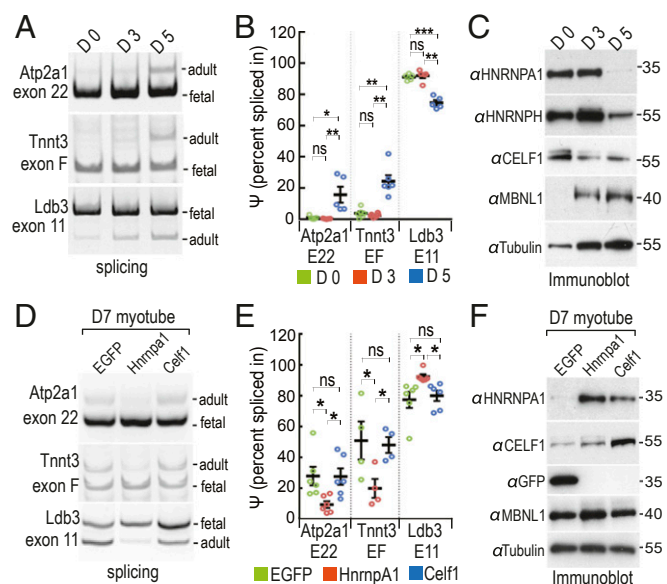 A
D 0 D 3 D 5
Atp2a1
exon 22
adult
fetal
Tnnt3
exon F
adult
fetal
Ldb3
exon 11
fetal
adult
splicing
B
Ψ (percent spliced in)
100
80
60
40
20
0
* ** ns
** ** ns
*** ns **
Atp2a1
E22
Tnnt3
EF
Ldb3
E11
D 0 D 3 D 5
C
D 0 D 3 D 5
αHNRNPA1 35
αHNRNPH 55
αCELF1 55
αMBNL1 40
αTubulin 55
Immunoblot
D
D7 myotube
EGFP Hnrnpa1 Celf1
Atp2a1
exon 22
adult
fetal
Tnnt3
exon F
adult
fetal
Ldb3
exon 11
fetal
adult
splicing
E
Ψ (percent spliced in)
120
100
80
60
40
20
0
ns * *
ns * *
ns * *
Atp2a1
E22
Tnnt3
EF
Ldb3
E11
EGFP HnrpA1 Celf1
F
D7 myotube
EGFP Hnrnpa1 Celf1
αHNRNPA1 35
αCELF1 55
αGFP 35
αMBNL1 40
αTubulin 55
Immunoblot